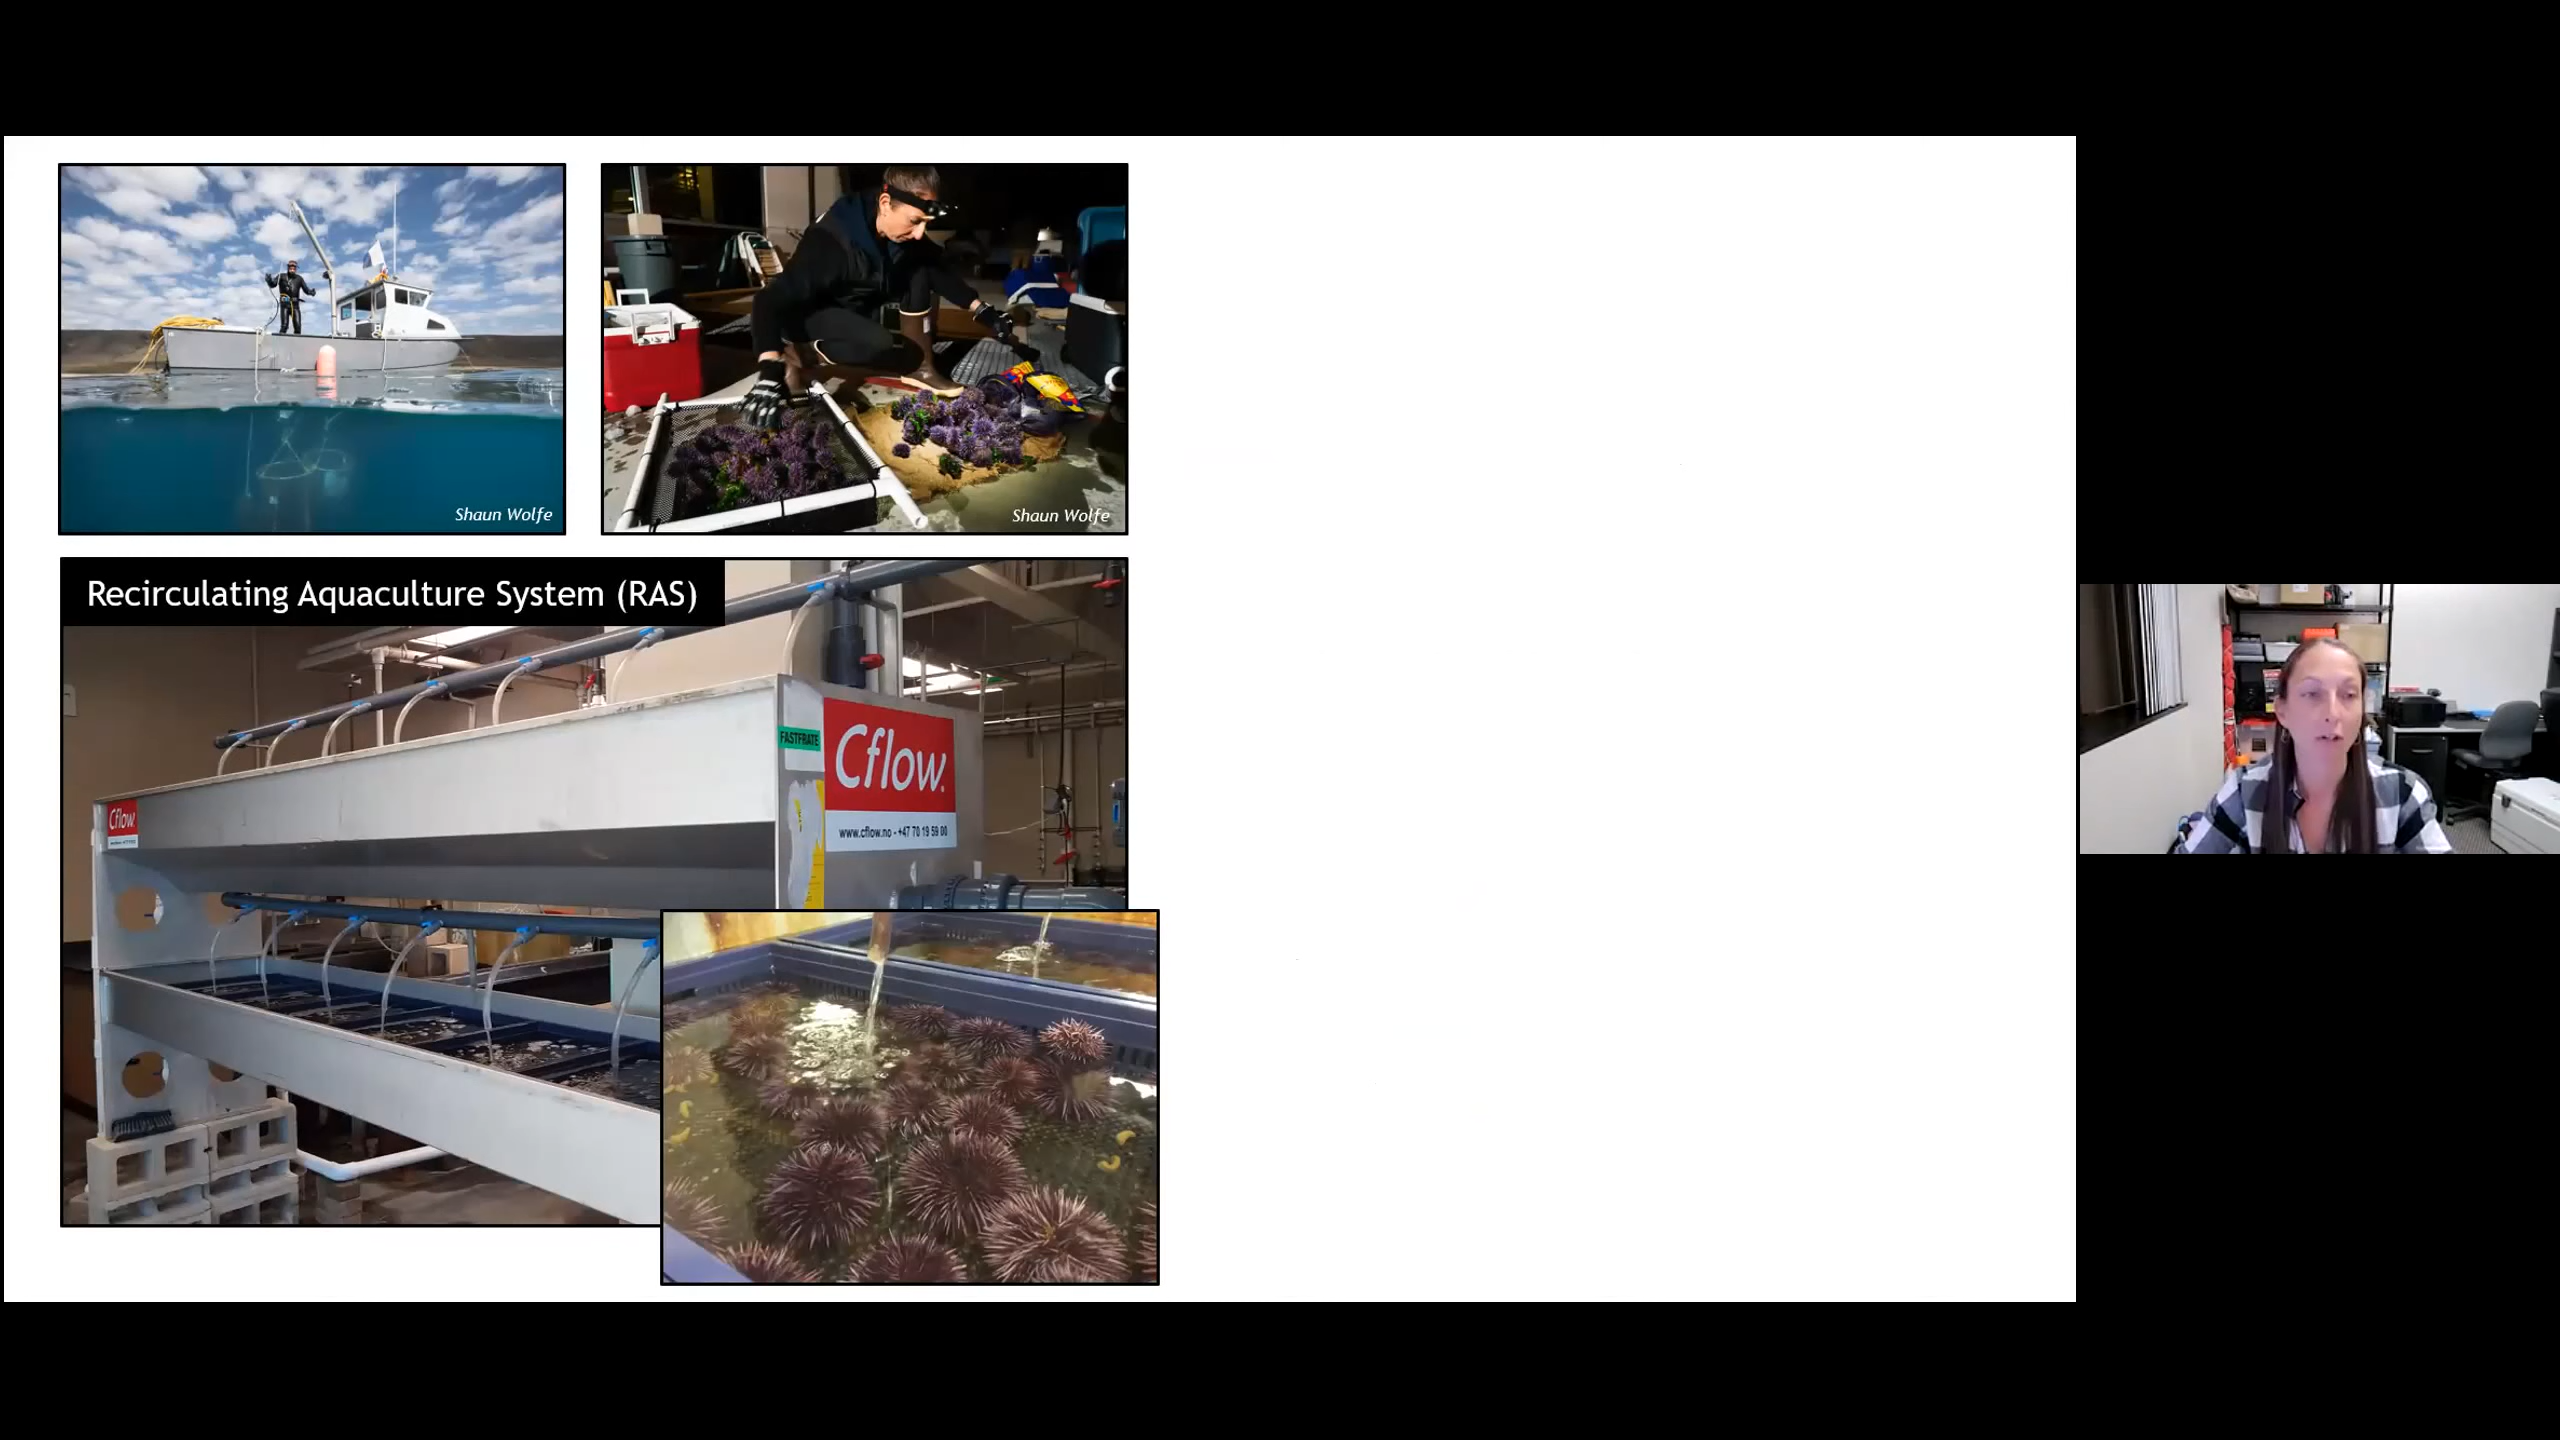 Shaun Wolfe
Shaun Wolfe
Recirculating Aquaculture System (RAS)
FASTFRATE
Cflow.
www.cflow.no - +47 70 19 59 00
Cflow.